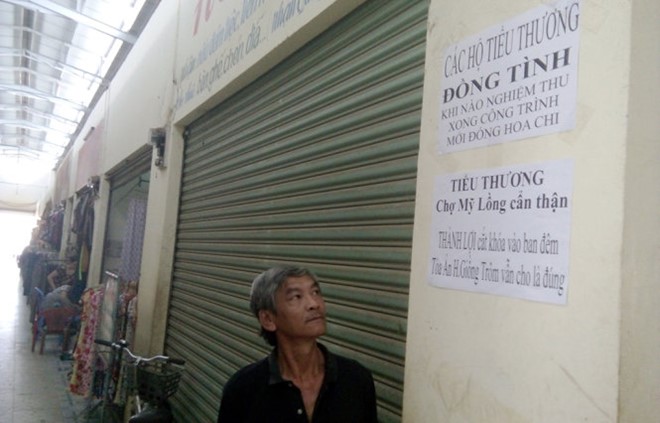 CÁC HỘ TIỂU THƯƠNG
ĐỒNG TÌNH
KHI NÀO NGHIỆM THU
XONG CÔNG TRÌNH
MỚI ĐÓNG HOA CHI
TIỂU THƯƠNG
Chợ Mỹ Lồng cẩn thận
THÀNH LỢI cắt khóa vào ban đêm
Tòa Án H.Giồng Trôm vẫn cho là đúng